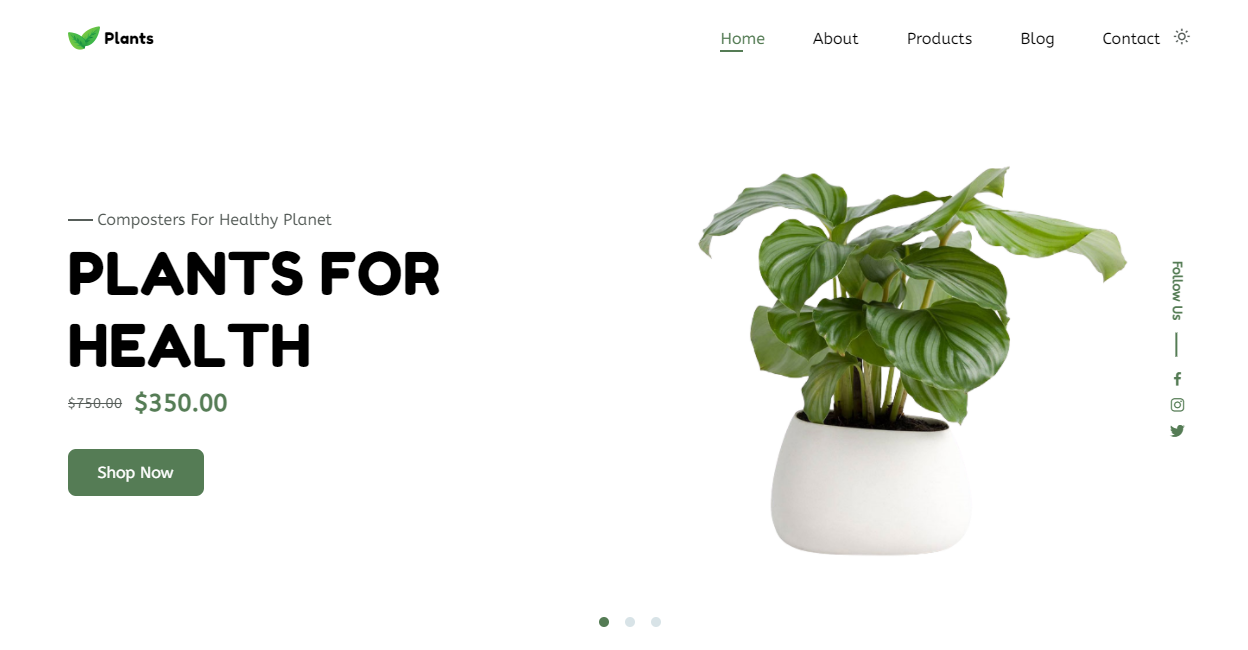 Plants
Home About Products Blog Contact
Composters For Healthy Planet
PLANTS FOR
HEALTH
$750.00 $350.00
Shop Now
Follow Us